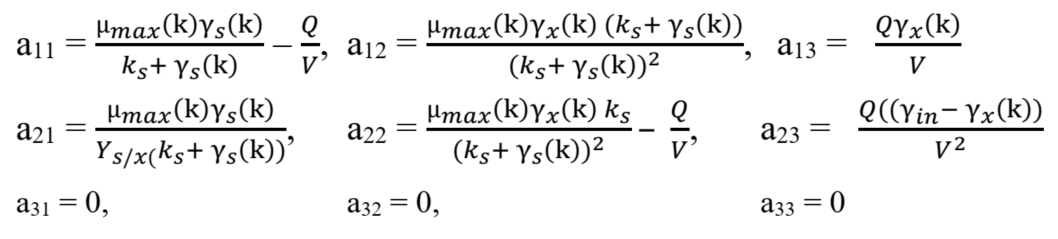 a₁₁ = μₘₐₓ(k)γₛ(k) / kₛ+ γₛ(k) − Q / V, a₁₂ = μₘₐₓ(k)γₓ(k) (kₛ+ γₛ(k)) / (kₛ+ γₛ(k))², a₁₃ = Qγₓ(k) / V
a₂₁ = μₘₐₓ(k)γₛ(k) / Yₛ/ₓ(kₛ+ γₛ(k)), a₂₂ = μₘₐₓ(k)γₓ(k) kₛ / (kₛ+ γₛ(k))² − Q / V, a₂₃ = Q((γᵢₙ− γₓ(k)) / V²
a₃₁ = 0, a₃₂ = 0, a₃₃ = 0